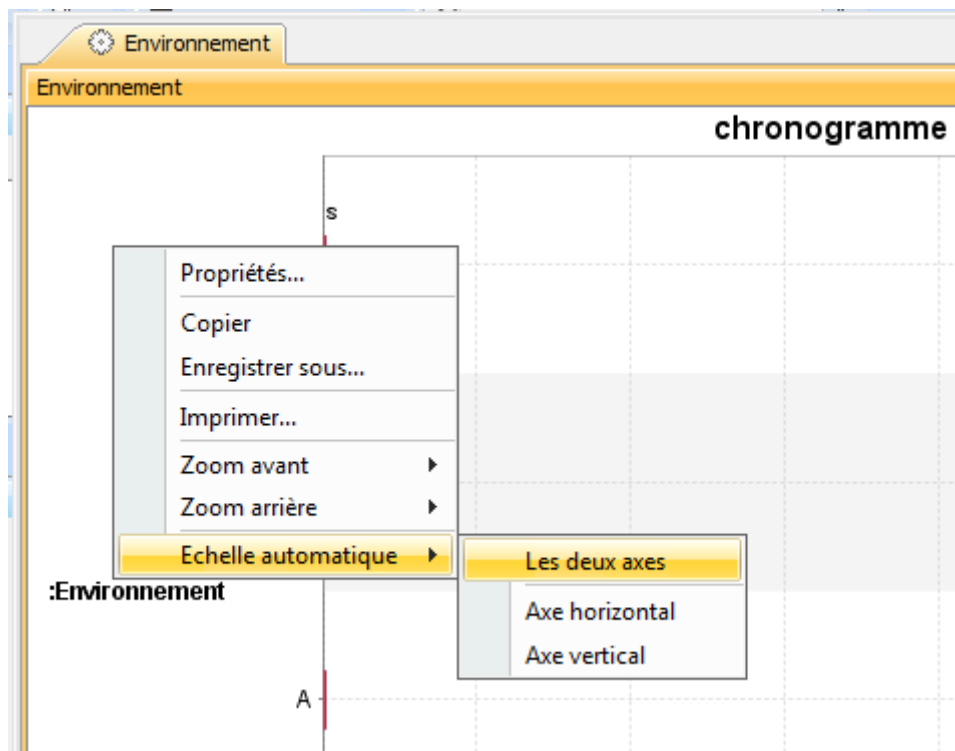 Environnement
Environnement
chronogramme
s
Propriétés...
Copier
Enregistrer sous...
Imprimer...
Zoom avant
Zoom arrière
Echelle automatique
Les deux axes
Axe horizontal
Axe vertical
:Environnement
A